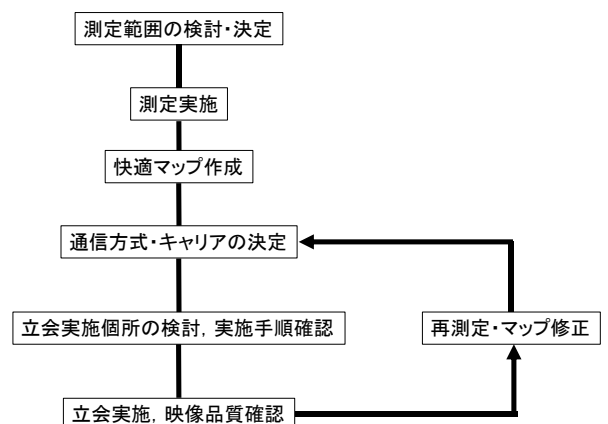 測定範囲の検討・決定
測定実施
快適マップ作成
通信方式・キャリアの決定
立会実施個所の検討, 実施手順確認
再測定・マップ修正
立会実施, 映像品質確認